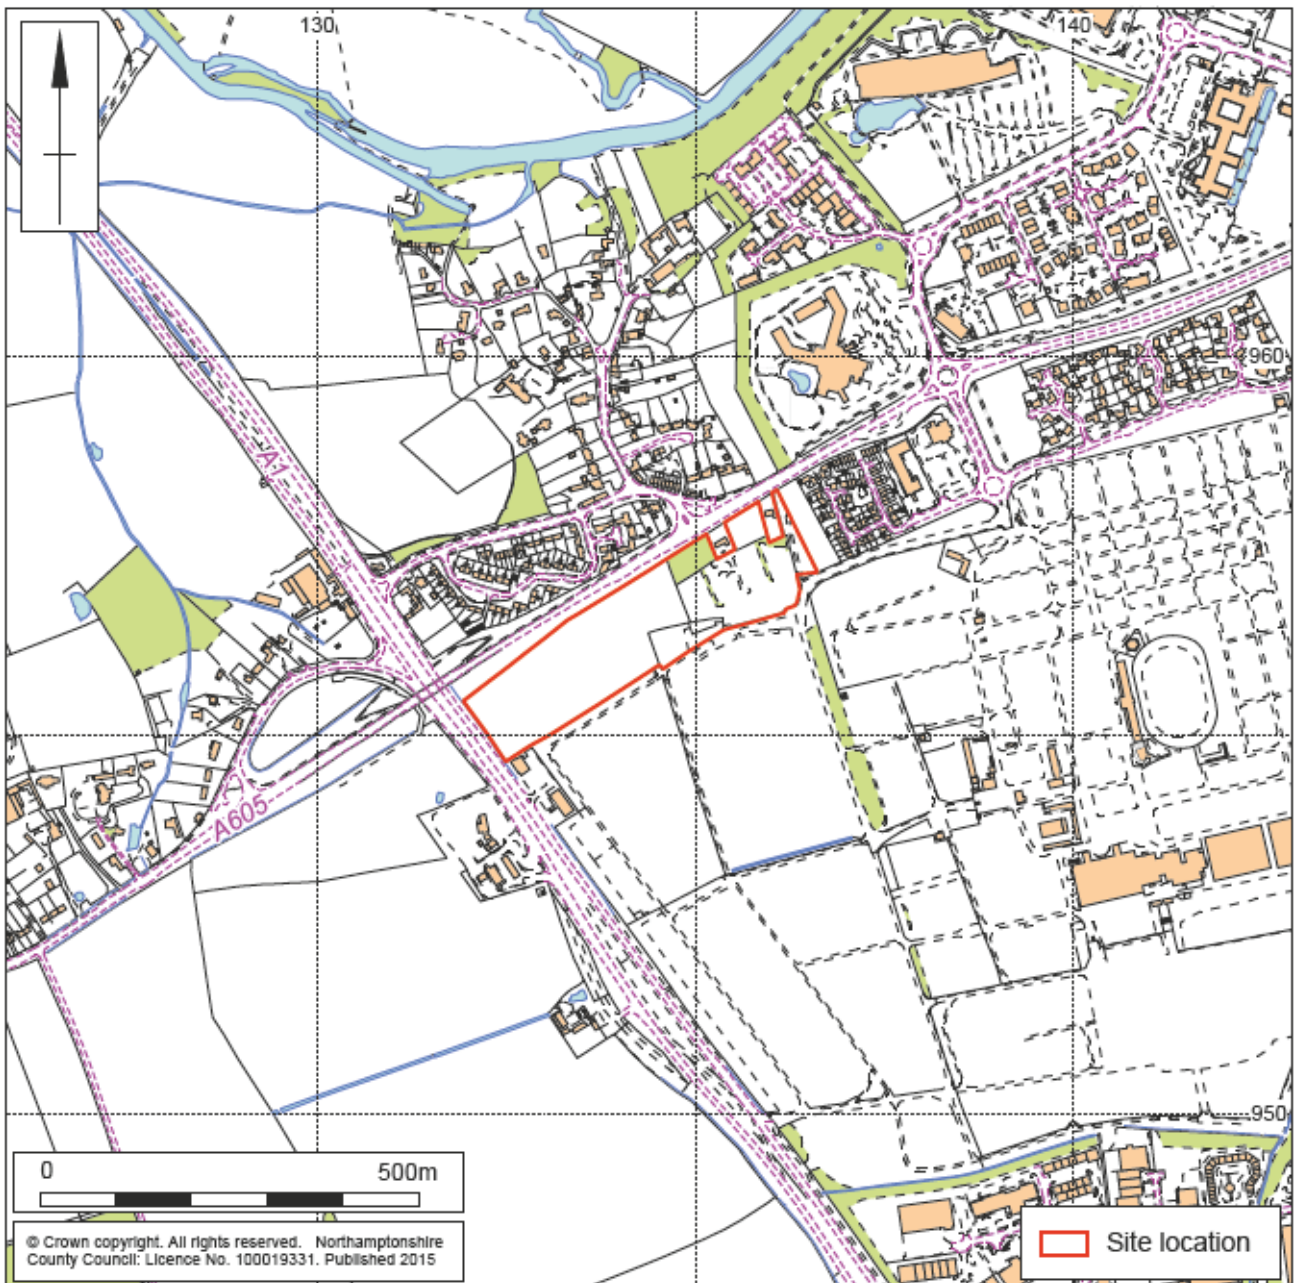 130
140
960
A1
A605
950
0 500m
© Crown copyright. All rights reserved. Northamptonshire
County Council: Licence No. 100019331. Published 2015
Site location